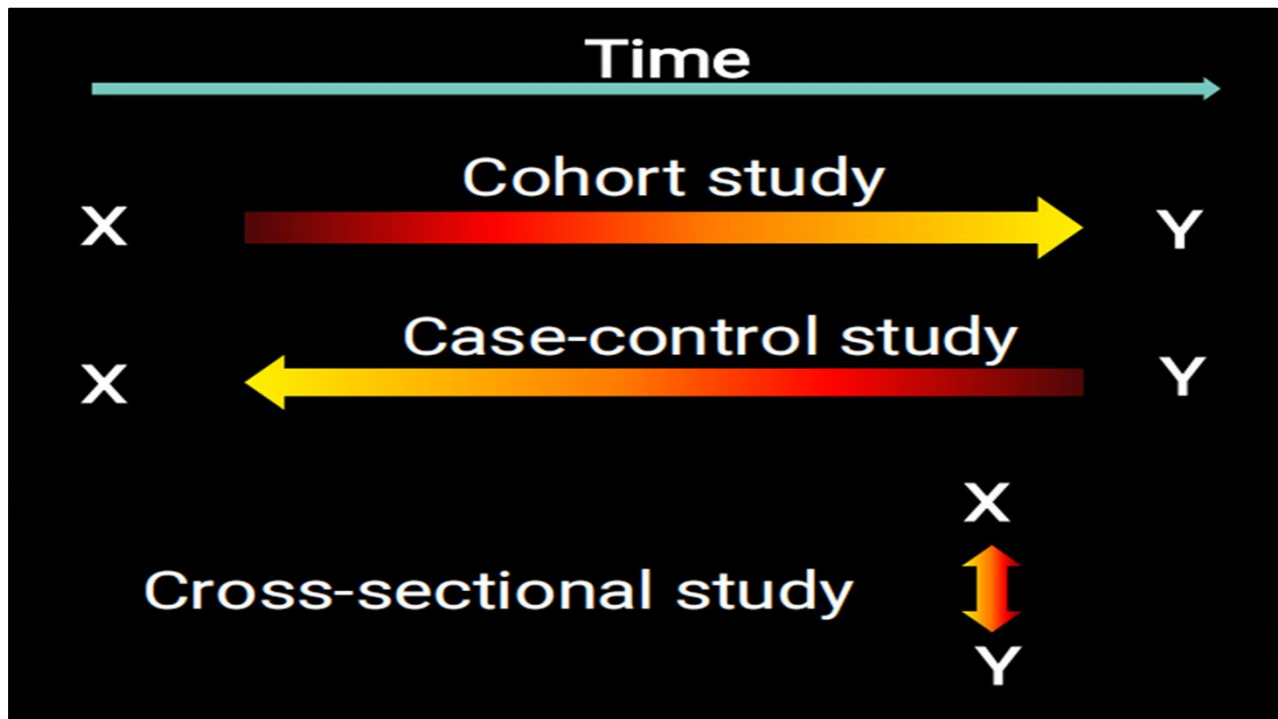 Time
Cohort study
X
Y
Case-control study
X
Y
X
Cross-sectional study
Y